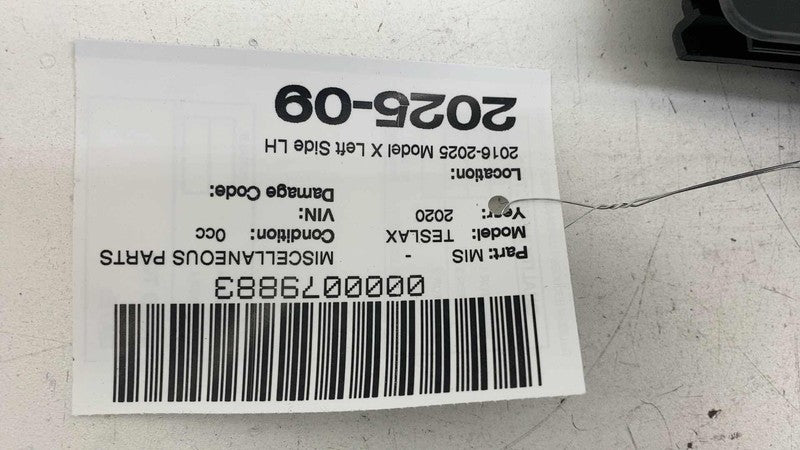 0000079883
Part: MIS - MISCELLANEOUS PARTS
Model: TESLAX Condition: 0cc
Year: 2020 VIN:
Damage Code:
Location:
2016-2025 Model X Left Side LH
2025-09